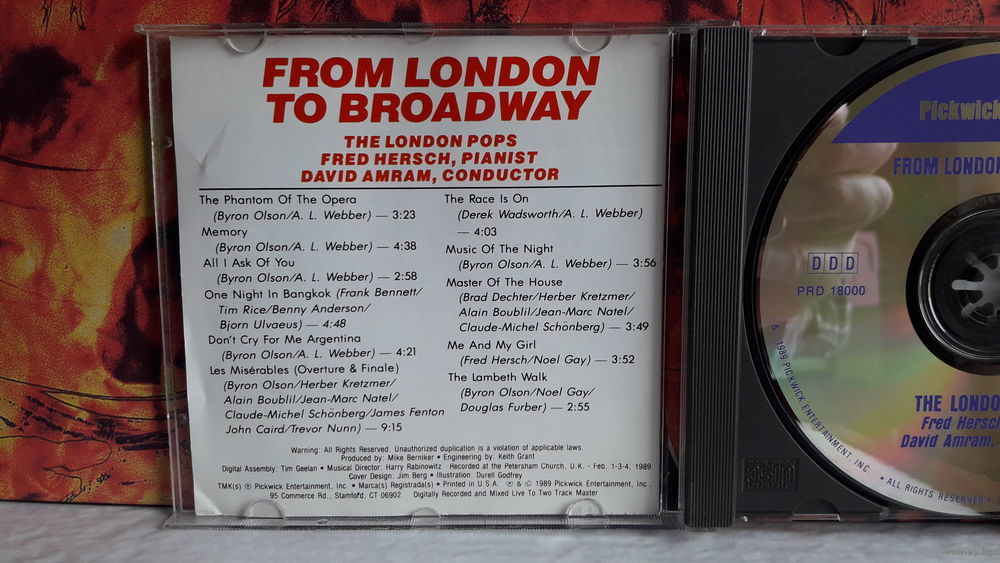 FROM LONDON
TO BROADWAY
THE LONDON POPS
FRED HERSCH, PIANIST
DAVID AMRAM, CONDUCTOR
The Phantom Of The Opera
(Byron Olson/A. L. Webber) — 3:23
Memory
(Byron Olson/A. L. Webber) — 4:38
All I Ask Of You
(Byron Olson/A. L. Webber) — 2:58
One Night In Bangkok (Frank Bennett/
Tim Rice/Benny Anderson/
Bjorn Ulvaeus) — 4:48
Don't Cry For Me Argentina
(Byron Olson/A. L. Webber) — 4:21
Les Misérables (Overture & Finale)
(Byron Olson/Herber Kretzmer/
Alain Boublil/Jean-Marc Natel/
Claude-Michel Schönberg/James Fenton
John Caird/Trevor Nunn) — 9:15
The Race Is On
(Derek Wadsworth/A. L. Webber)
— 4:03
Music Of The Night
(Byron Olson/A. L. Webber) — 3:56
Master Of The House
(Brad Dechter/Herber Kretzmer/
Alain Boublil/Jean-Marc Natel/
Claude-Michel Schönberg) — 3:49
Me And My Girl
(Fred Hersch/Noel Gay) — 3:52
The Lambeth Walk
(Byron Olson/Noel Gay/
Douglas Furber) — 2:55
Warning: All Rights Reserved. Unauthorized duplication is a violation of applicable laws.
Produced by: Mike Berniker • Engineering by: Keith Grant
Digital Assembly: Tim Geelan • Musical Director: Harry Rabinowitz Recorded at the Petersham Church, U.K. - Feb. 1-3-4, 1989
Cover Design: Jim Berg • Illustration: Durell Godfrey
TMK(s) ® Pickwick Entertainment, Inc. • Marca(s) Registrada(s) • Printed in U.S.A. ℗ & © 1989 Pickwick Entertainment, Inc.,
95 Commerce Rd., Stamford, CT 06902 Digitally Recorded and Mixed Live To Two Track Master
Pickwick
FROM LONDON
DDD
PRD 18000
& 1989 PICKWICK ENTERTAINMENT, INC.
• ALL RIGHTS RESERVED •
THE LONDO
Fred Hersch
David Amram,